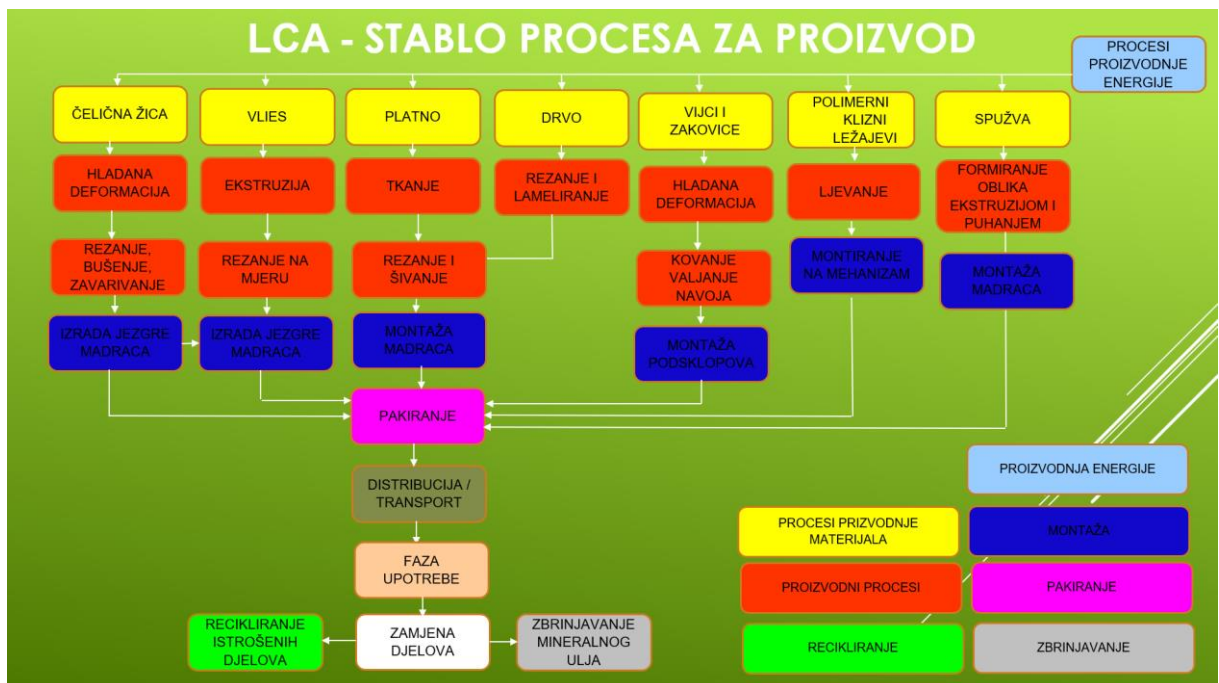 LCA - STABLO PROCESA ZA PROIZVOD
PROCESI
PROIZVODNJE
ENERGIJE
ČELIČNA ŽICA
VLIES
PLATNO
DRVO
VIJCI I
ZAKOVICE
POLIMERNI
KLIZNI
LEŽAJEVI
SPUŽVA
HLADANA
DEFORMACIJA
EKSTRUZIJA
TKANJE
REZANJE I
LAMELIRANJE
HLADANA
DEFORMACIJA
LJEVANJE
FORMIRANJE
OBLIKA
EKSTRUZIJOM I
PUHANJEM
REZANJE,
BUŠENJE,
ZAVARIVANJE
REZANJE NA
MJERU
REZANJE I
ŠIVANJE
KOVANJE
VALJANJE
NAVOJA
MONTIRANJE
NA MEHANIZAM
MONTAŽA
MADRACA
IZRADA JEZGRE
MADRACA
IZRADA JEZGRE
MADRACA
MONTAŽA
MADRACA
MONTAŽA
PODSKLOPOVA
PAKIRANJE
DISTRIBUCIJA /
TRANSPORT
FAZA
UPOTREBE
RECIKLIRANJE
ISTROŠENIH
DJELOVA
ZAMJENA
DJELOVA
ZBRINJAVANJE
MINERALNOG
ULJA
PROIZVODNJA ENERGIJE
PROCESI PRIZVODNJE
MATERIJALA
MONTAŽA
PROIZVODNI PROCESI
PAKIRANJE
RECIKLIRANJE
ZBRINJAVANJE